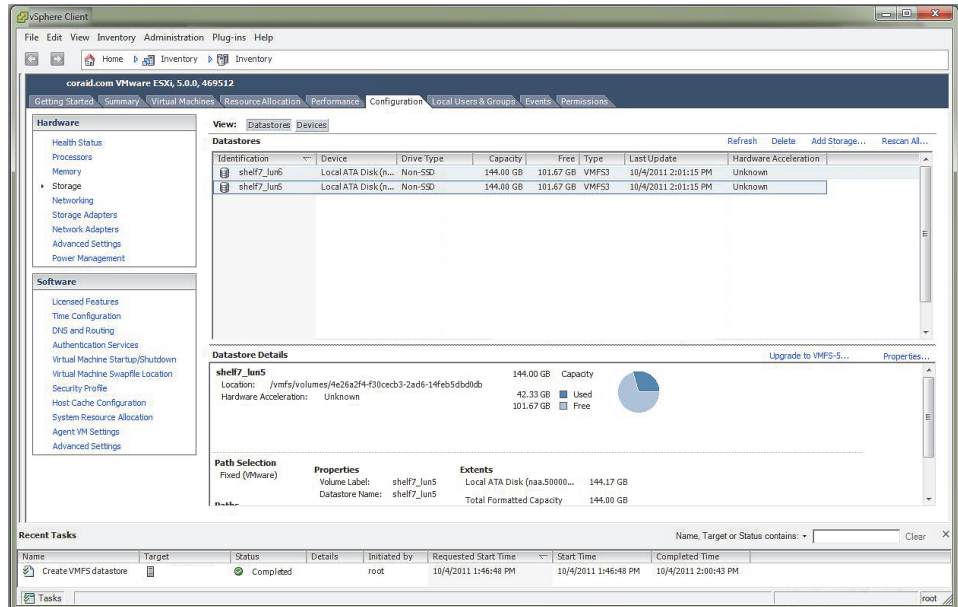 vSphere Client
File Edit View Inventory Administration Plug-ins Help
Home Inventory Inventory
coraid.com VMware ESXi, 5.0.0, 469512
Getting Started Summary Virtual Machines Resource Allocation Performance Configuration Local Users & Groups Events Permissions
Hardware
Health Status
Processors
Memory
Storage
Networking
Storage Adapters
Network Adapters
Advanced Settings
Power Management
Software
Licensed Features
Time Configuration
DNS and Routing
Authentication Services
Virtual Machine Startup/Shutdown
Virtual Machine Swapfile Location
Security Profile
Host Cache Configuration
System Resource Allocation
Agent VM Settings
Advanced Settings
View: Datastores Devices
Datastores Refresh Delete Add Storage... Rescan All...
Identification Device Drive Type Capacity Free Type Last Update Hardware Acceleration
shelf7_lun6 Local ATA Disk (n... Non-SSD 144.00 GB 101.67 GB VMFS3 10/4/2011 2:01:15 PM Unknown
shelf7_lun5 Local ATA Disk (n... Non-SSD 144.00 GB 101.67 GB VMFS3 10/4/2011 2:01:15 PM Unknown
Datastore Details Upgrade to VMFS-5... Properties...
shelf7_lun5 144.00 GB Capacity
Location: /vmfs/volumes/4e26a2f4-f30cecb3-2ad6-14feb5dbd0db
Hardware Acceleration: Unknown
42.33 GB Used
101.67 GB Free
Path Selection
Fixed (VMware)
Paths
Properties
Volume Label: shelf7_lun5
Datastore Name: shelf7_lun5
Extents
Local ATA Disk (naa.50000... 144.17 GB
Total Formatted Capacity 144.00 GB
Recent Tasks Name, Target or Status contains: Clear
Name Target Status Details Initiated by Requested Start Time Start Time Completed Time
Create VMFS datastore Completed root 10/4/2011 1:46:48 PM 10/4/2011 1:46:48 PM 10/4/2011 2:00:43 PM
Tasks root